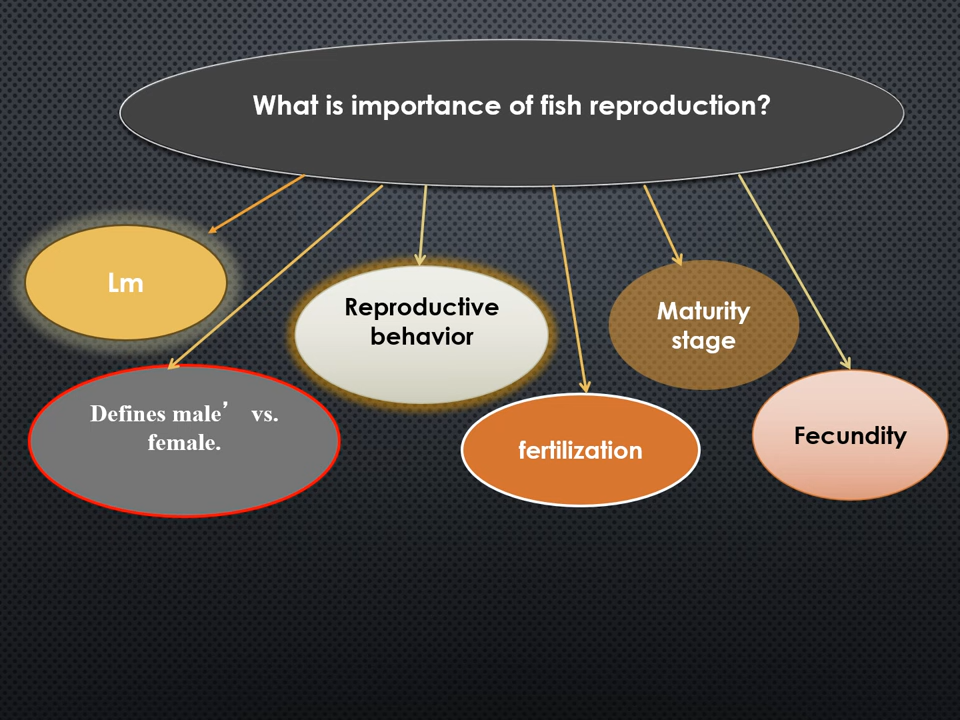 What is importance of fish reproduction?
Lm
Reproductive
behavior
Maturity
stage
Defines male’ vs.
female.
fertilization
Fecundity